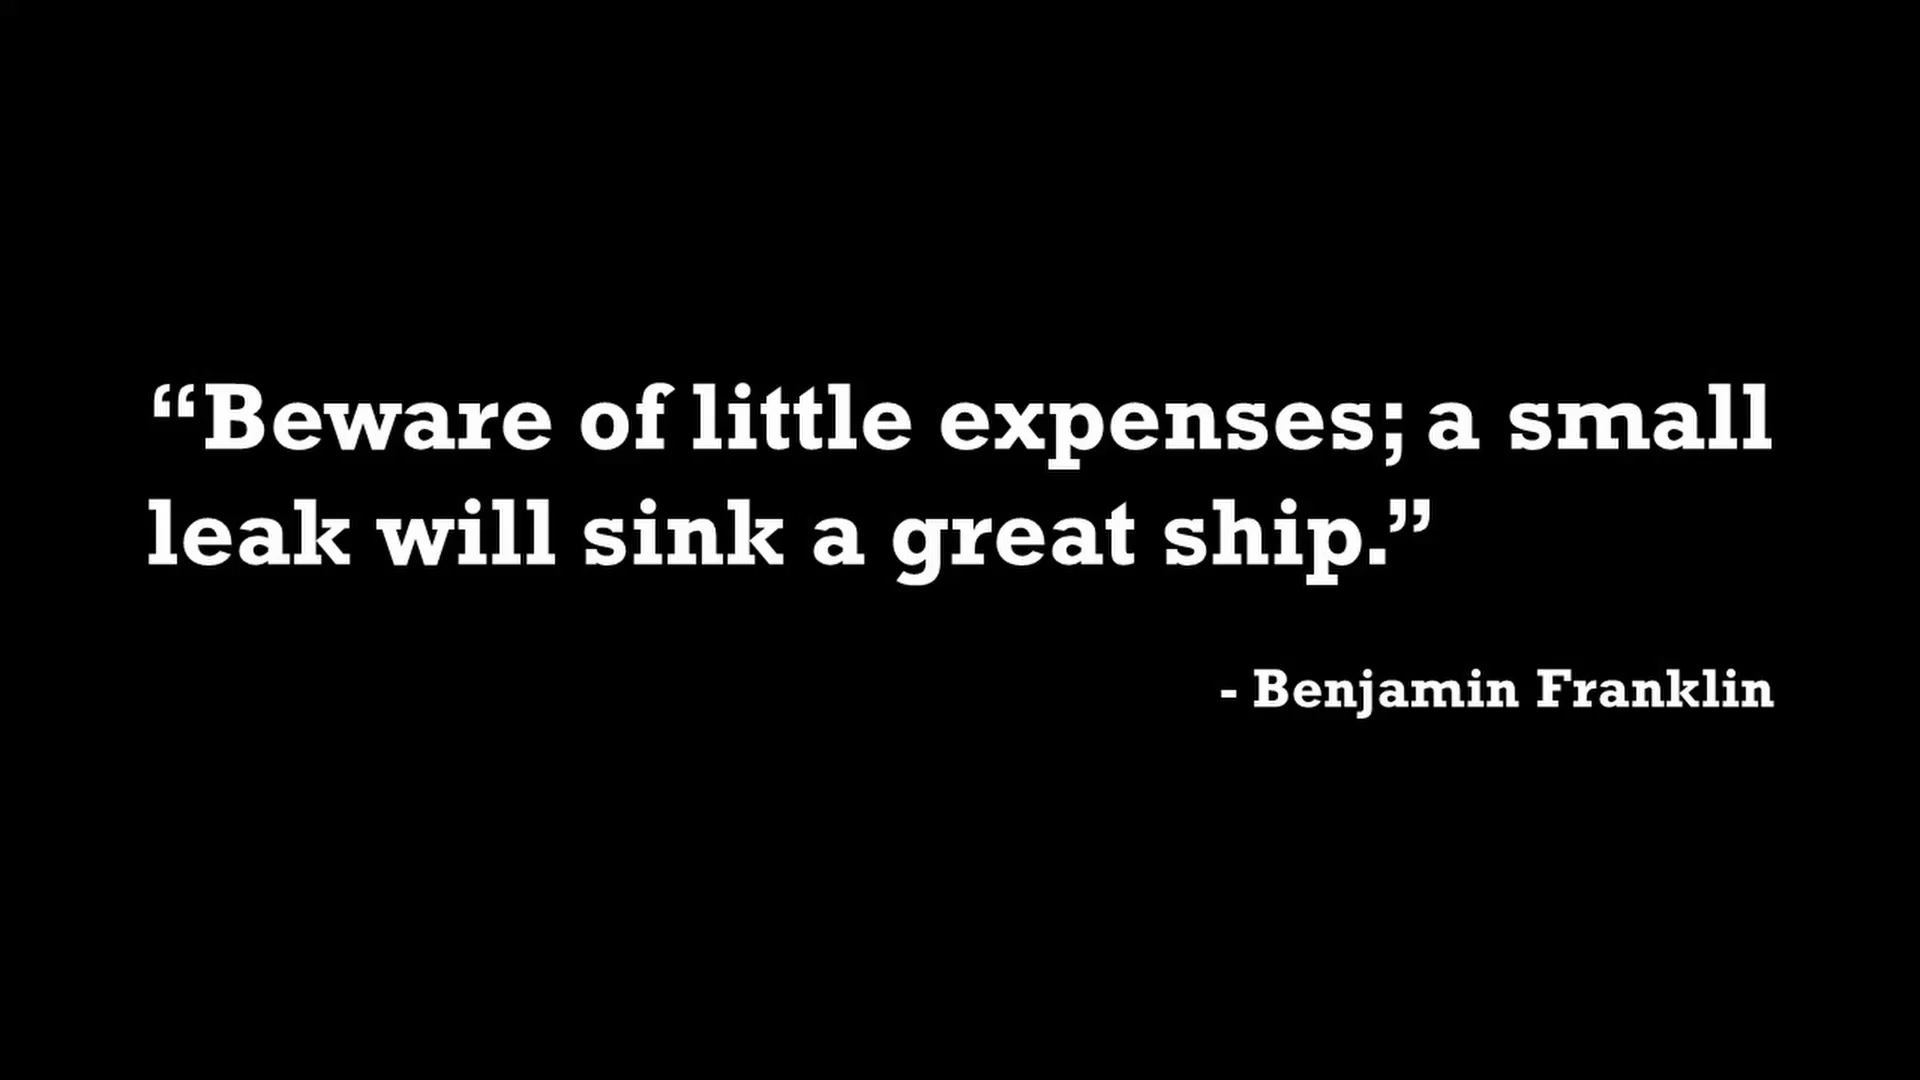 “Beware of little expenses; a small
leak will sink a great ship.”
- Benjamin Franklin